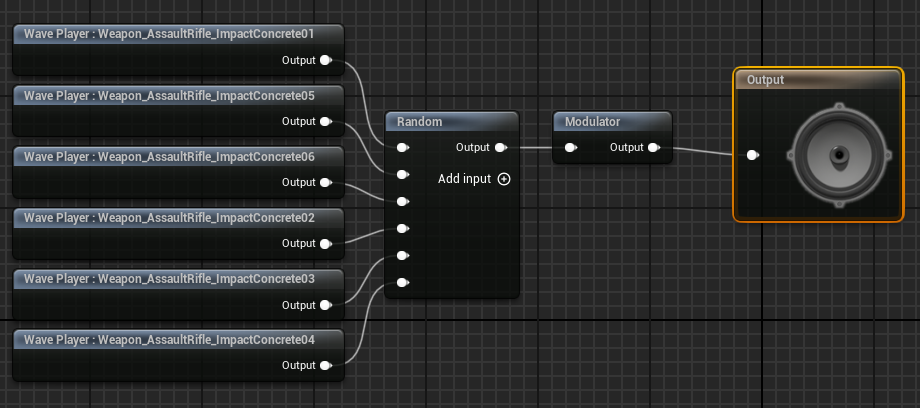 Wave Player : Weapon_AssaultRifle_ImpactConcrete01
Output
Wave Player : Weapon_AssaultRifle_ImpactConcrete05
Output
Wave Player : Weapon_AssaultRifle_ImpactConcrete06
Output
Wave Player : Weapon_AssaultRifle_ImpactConcrete02
Output
Wave Player : Weapon_AssaultRifle_ImpactConcrete03
Output
Wave Player : Weapon_AssaultRifle_ImpactConcrete04
Output
Random
Output
Add input
Modulator
Output
Output